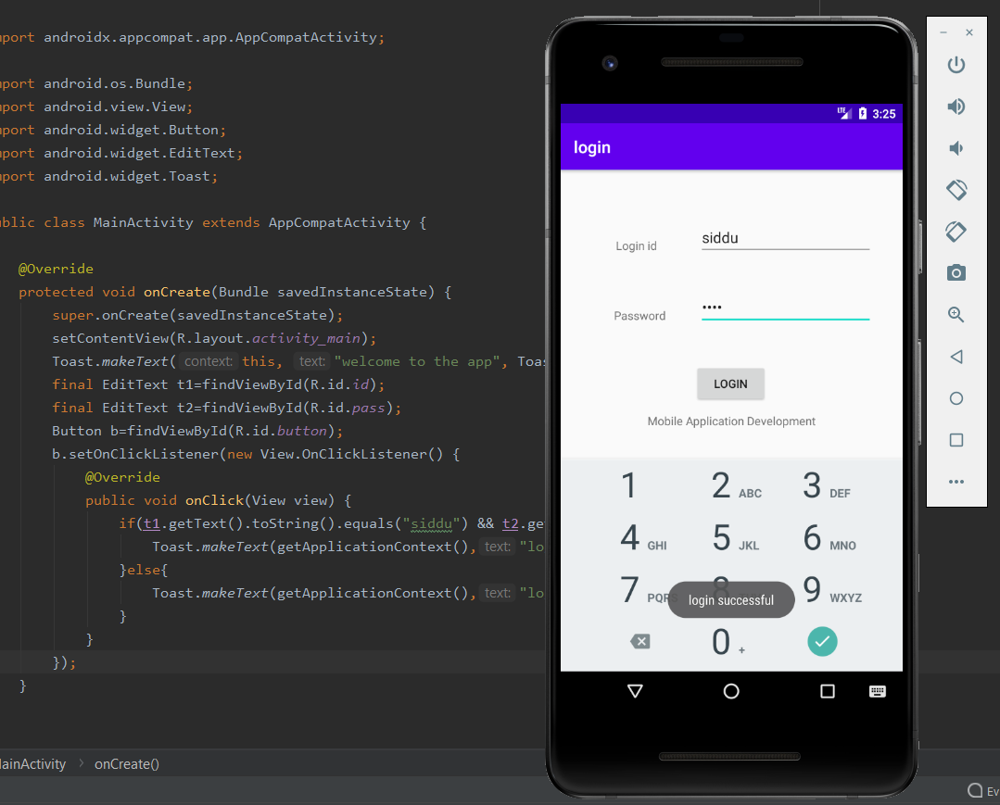 port androidx.appcompat.app.AppCompatActivity;
port android.os.Bundle;
port android.view.View;
port android.widget.Button;
port android.widget.EditText;
port android.widget.Toast;
blic class MainActivity extends AppCompatActivity {
@Override
protected void onCreate(Bundle savedInstanceState) {
super.onCreate(savedInstanceState);
setContentView(R.layout.activity_main);
Toast.makeText( context: this, text: "welcome to the app", Toas
final EditText t1=findViewById(R.id.id);
final EditText t2=findViewById(R.id.pass);
Button b=findViewById(R.id.button);
b.setOnClickListener(new View.OnClickListener() {
@Override
public void onClick(View view) {
if(t1.getText().toString().equals("siddu") && t2.ge
Toast.makeText(getApplicationContext(), text: "lo
}else{
Toast.makeText(getApplicationContext(), text: "lo
}
}
});
}
MainActivity > onCreate()
LTE 3:25
login
Login id siddu
Password ••••
LOGIN
Mobile Application Development
1 2 ABC 3 DEF
4 GHI 5 JKL 6 MNO
7 PQRS 8 9 WXYZ
login successful
0 +
Ev